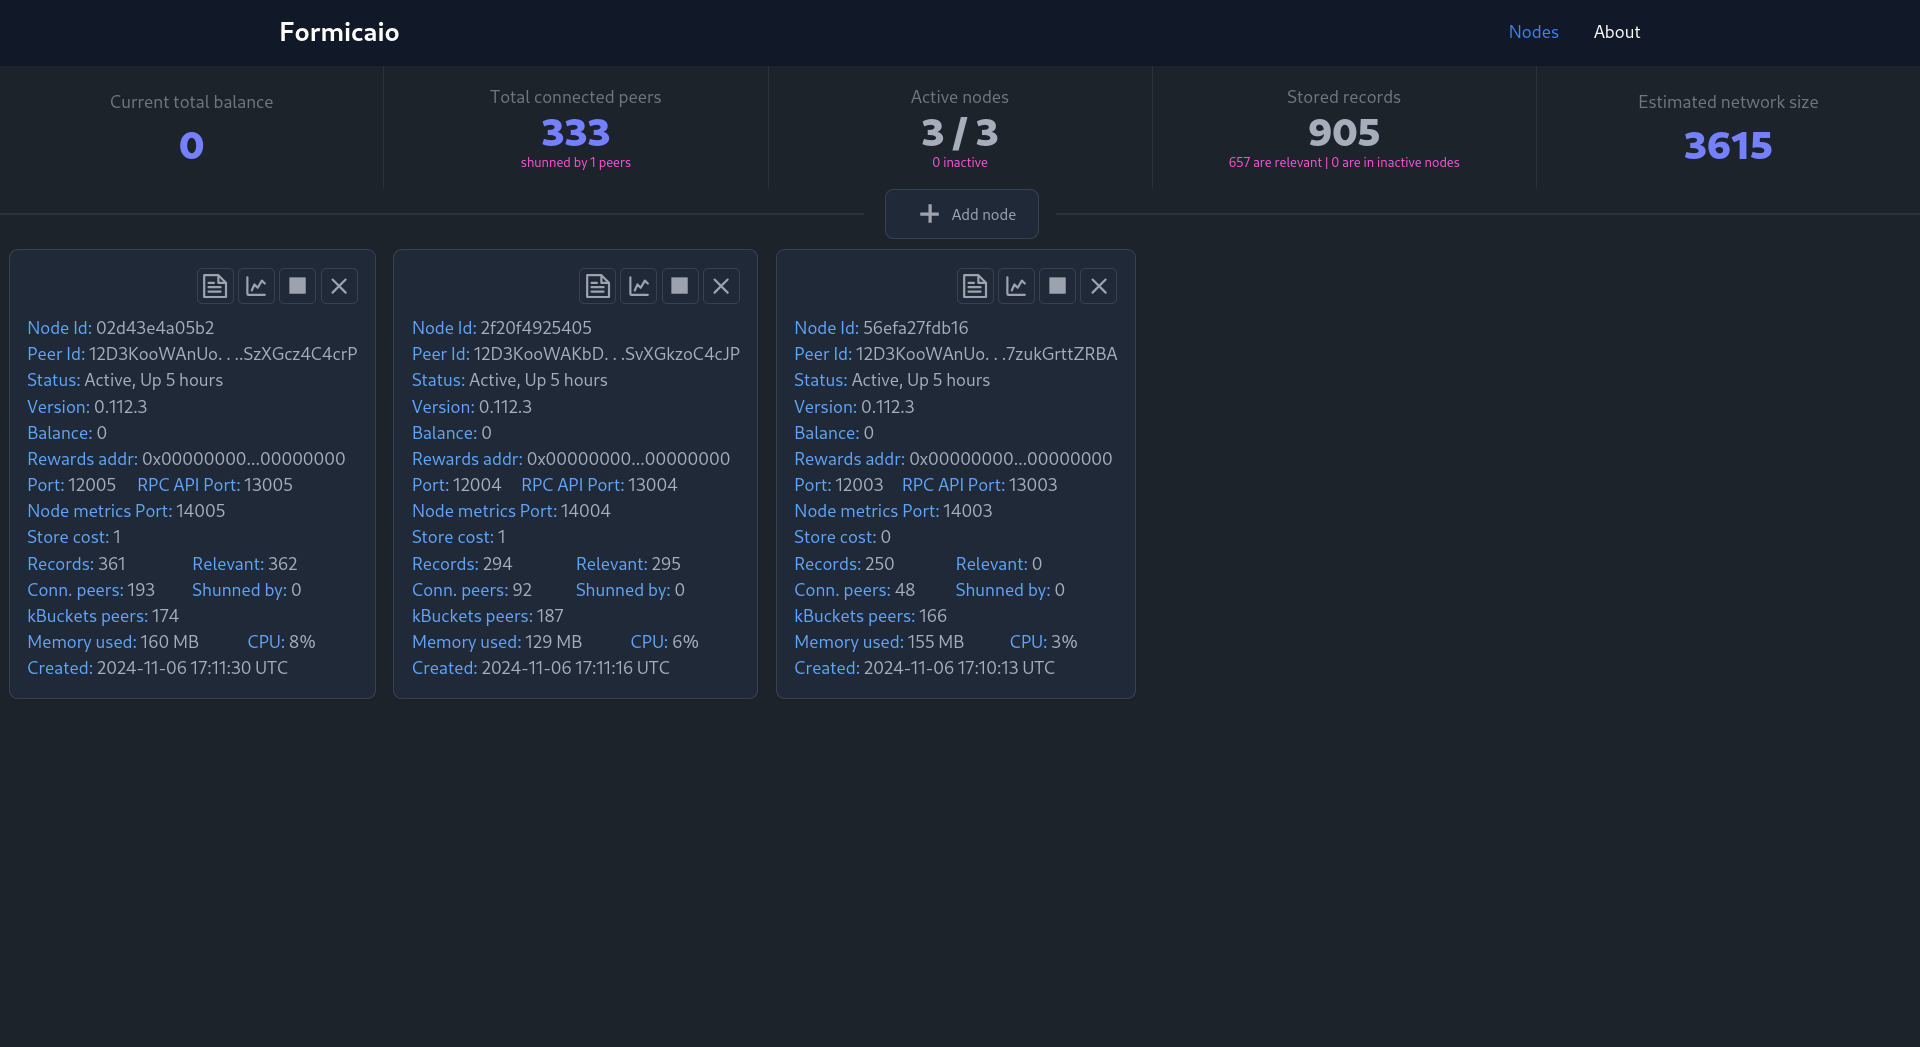 Formicaio
Nodes About
Current total balance
0
Total connected peers
333
shunned by 1 peers
Active nodes
3 / 3
0 inactive
Stored records
905
657 are relevant | 0 are in inactive nodes
Estimated network size
3615
Add node
Node Id: 02d43e4a05b2
Peer Id: 12D3KooWAnUo. . ..SzXGcz4C4crP
Status: Active, Up 5 hours
Version: 0.112.3
Balance: 0
Rewards addr: 0x00000000...00000000
Port: 12005 RPC API Port: 13005
Node metrics Port: 14005
Store cost: 1
Records: 361 Relevant: 362
Conn. peers: 193 Shunned by: 0
kBuckets peers: 174
Memory used: 160 MB CPU: 8%
Created: 2024-11-06 17:11:30 UTC
Node Id: 2f20f4925405
Peer Id: 12D3KooWAKbD. . .SvXGkzoC4cJP
Status: Active, Up 5 hours
Version: 0.112.3
Balance: 0
Rewards addr: 0x00000000...00000000
Port: 12004 RPC API Port: 13004
Node metrics Port: 14004
Store cost: 1
Records: 294 Relevant: 295
Conn. peers: 92 Shunned by: 0
kBuckets peers: 187
Memory used: 129 MB CPU: 6%
Created: 2024-11-06 17:11:16 UTC
Node Id: 56efa27fdb16
Peer Id: 12D3KooWAnUo. . .7zukGrttZRBA
Status: Active, Up 5 hours
Version: 0.112.3
Balance: 0
Rewards addr: 0x00000000...00000000
Port: 12003 RPC API Port: 13003
Node metrics Port: 14003
Store cost: 0
Records: 250 Relevant: 0
Conn. peers: 48 Shunned by: 0
kBuckets peers: 166
Memory used: 155 MB CPU: 3%
Created: 2024-11-06 17:10:13 UTC